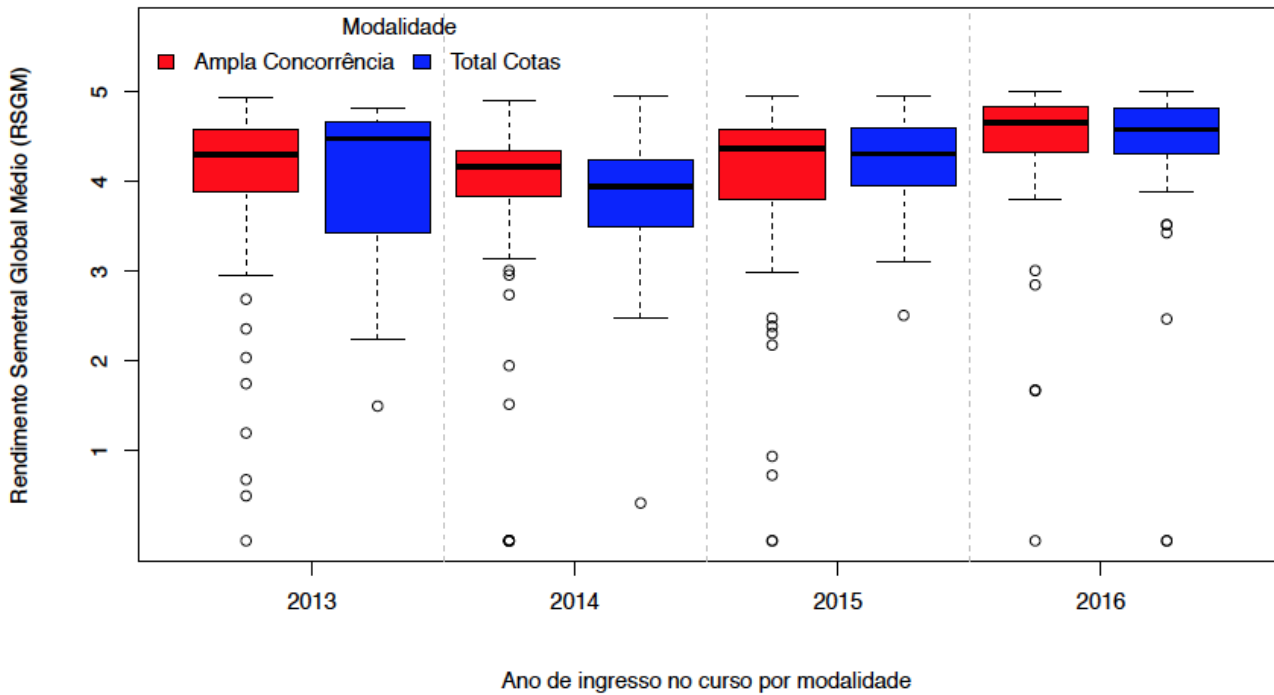 Modalidade
Ampla Concorrência Total Cotas
Rendimento Semetral Global Médio (RSGM)
5
4
3
2
1
2013 2014 2015 2016
Ano de ingresso no curso por modalidade